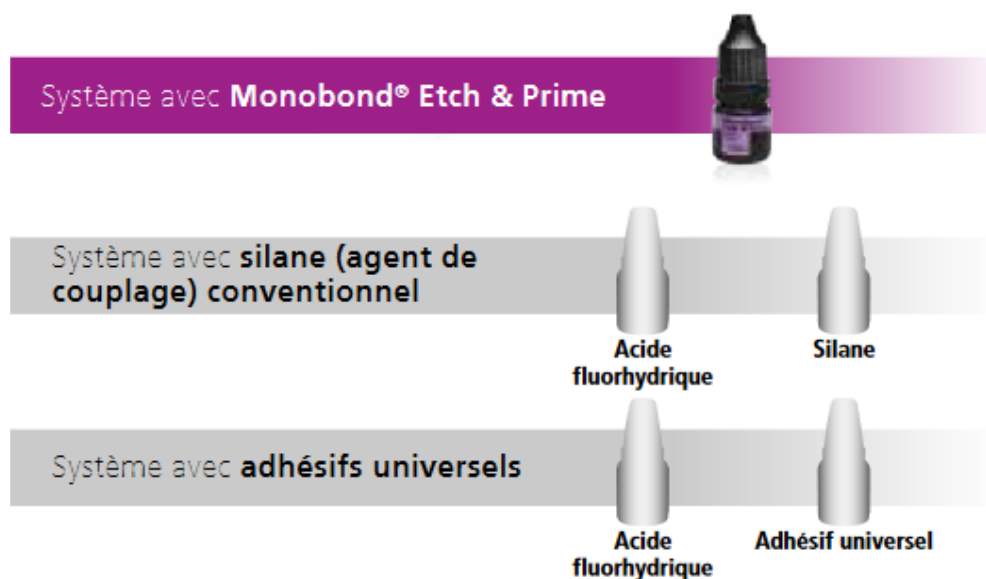 Système avec Monobond® Etch & Prime
Système avec silane (agent de
couplage) conventionnel
Acide
fluorhydrique
Silane
Système avec adhésifs universels
Acide
fluorhydrique
Adhésif universel